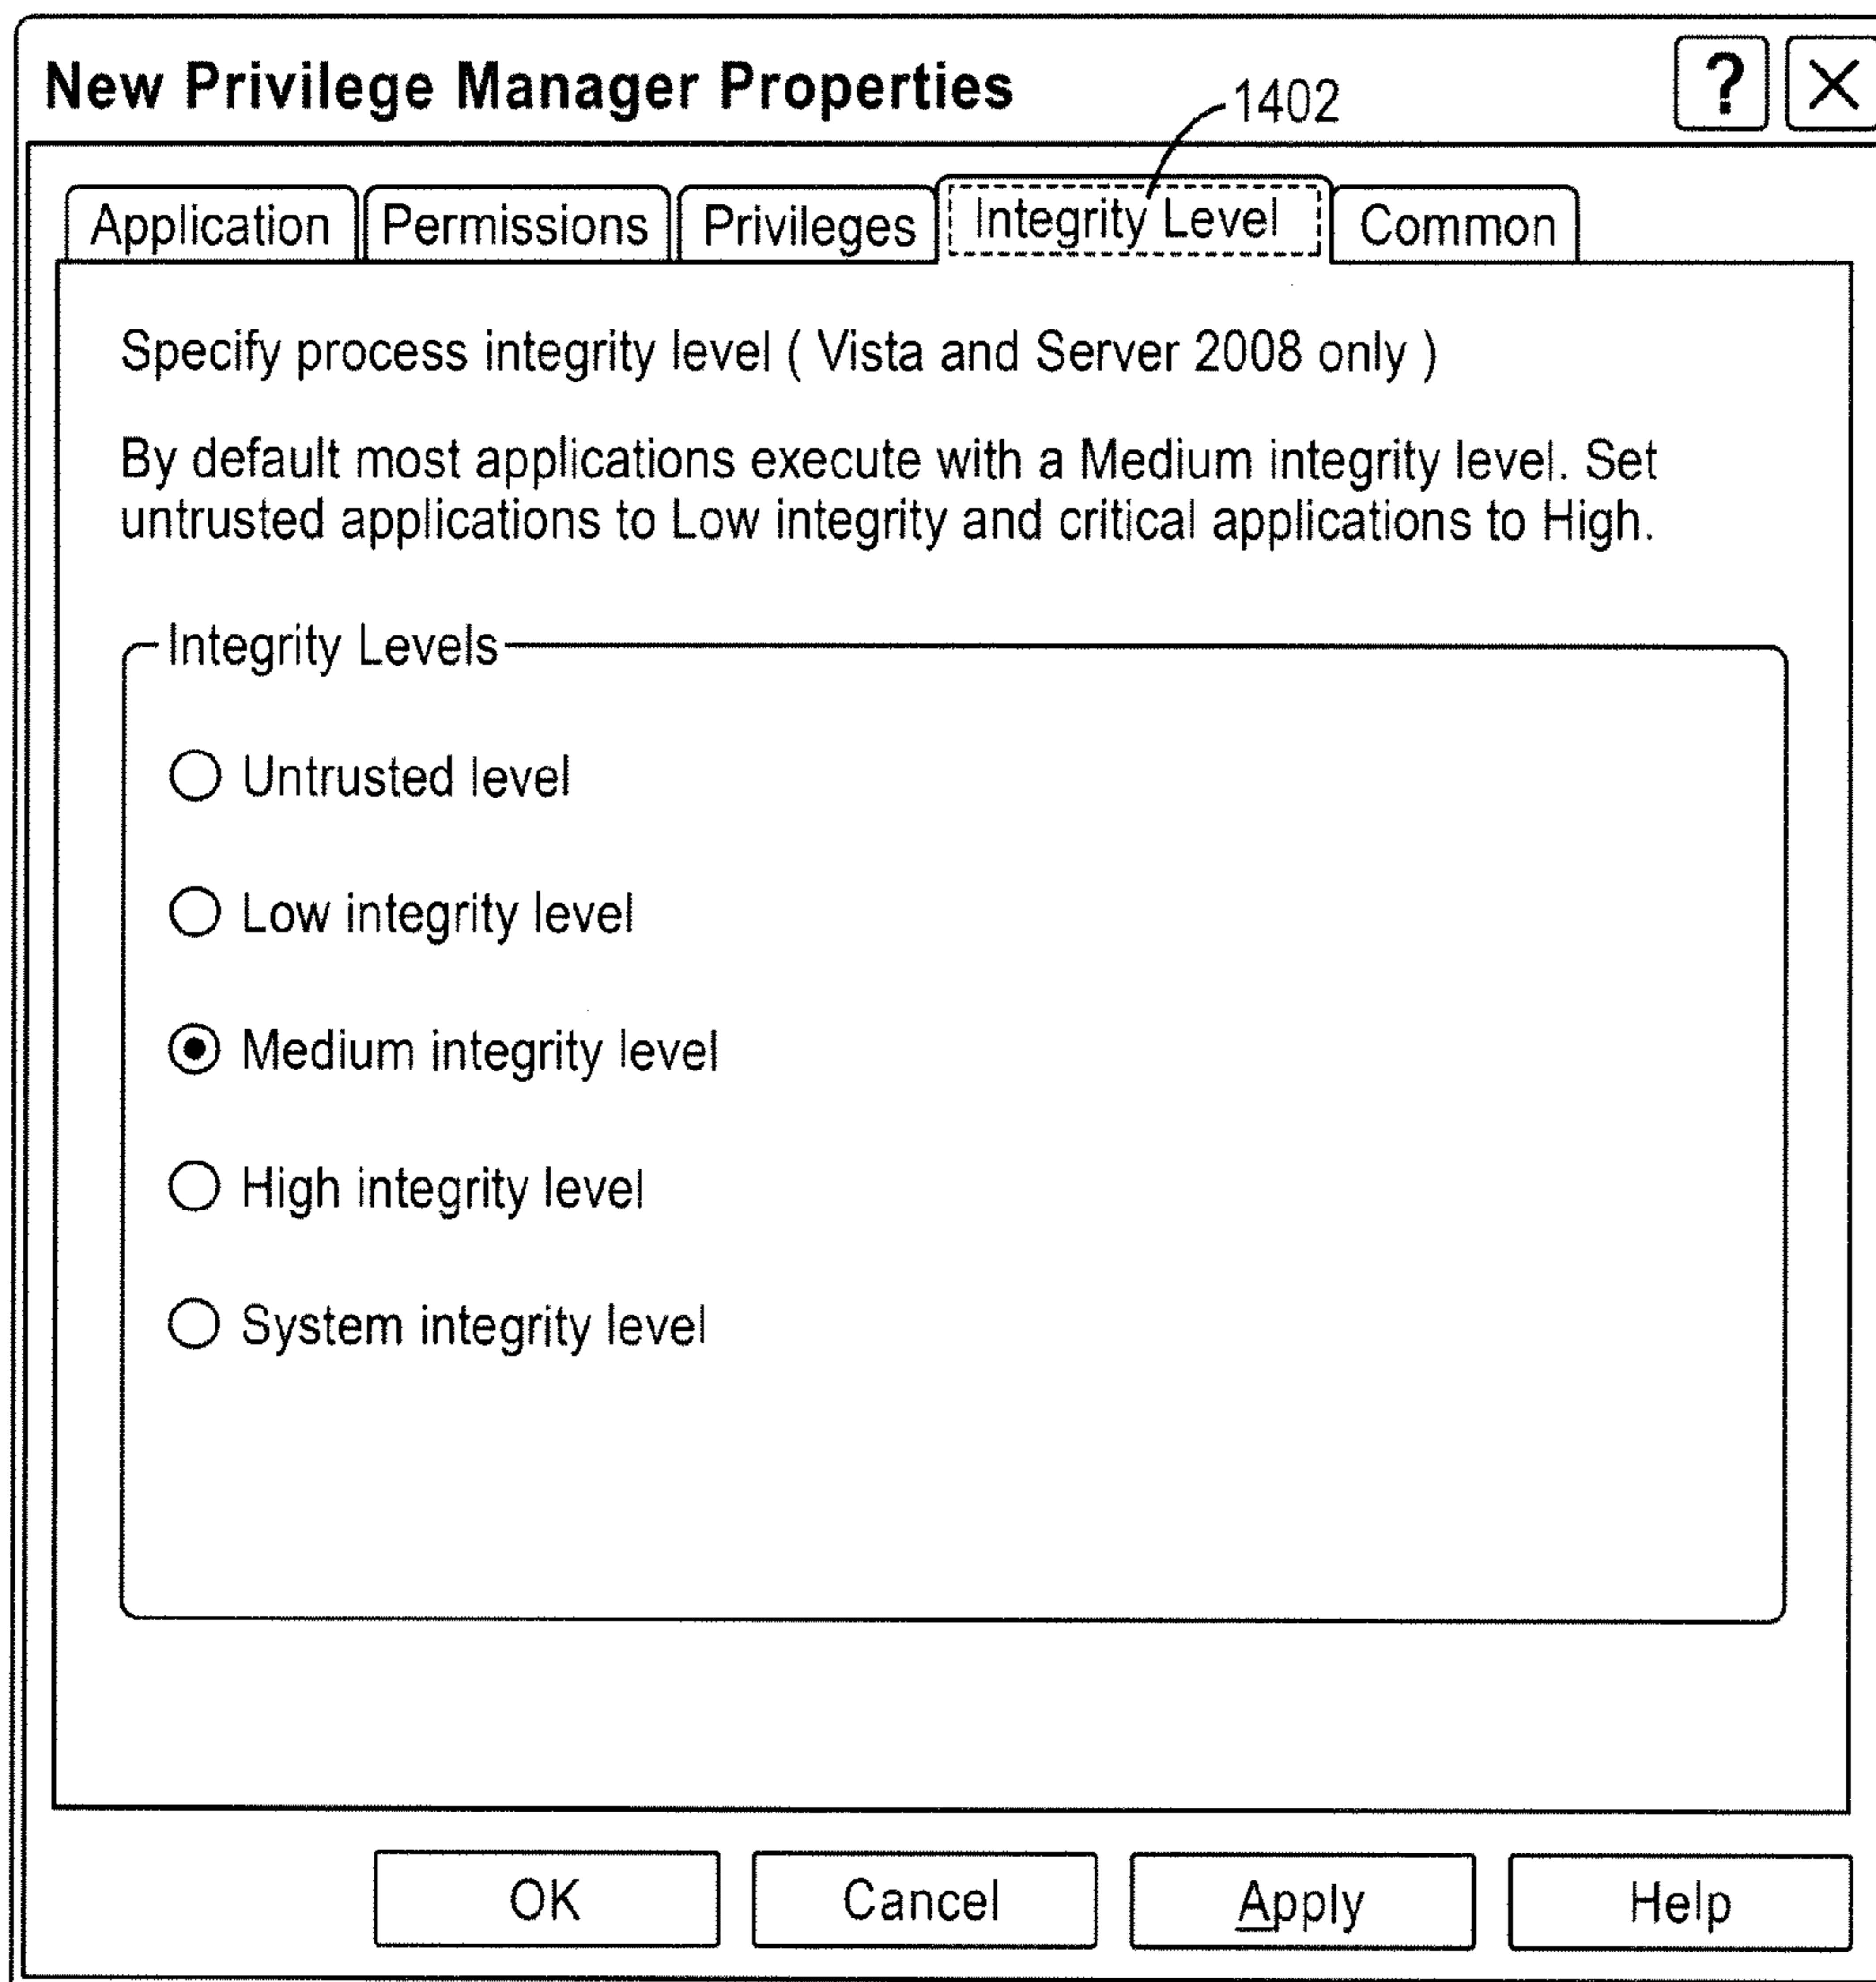 New Privilege Manager Properties
1402
? X
Application Permissions Privileges Integrity Level Common
Specify process integrity level ( Vista and Server 2008 only )
By default most applications execute with a Medium integrity level. Set
untrusted applications to Low integrity and critical applications to High.
Integrity Levels
Untrusted level
Low integrity level
Medium integrity level
High integrity level
System integrity level
OK Cancel Apply Help